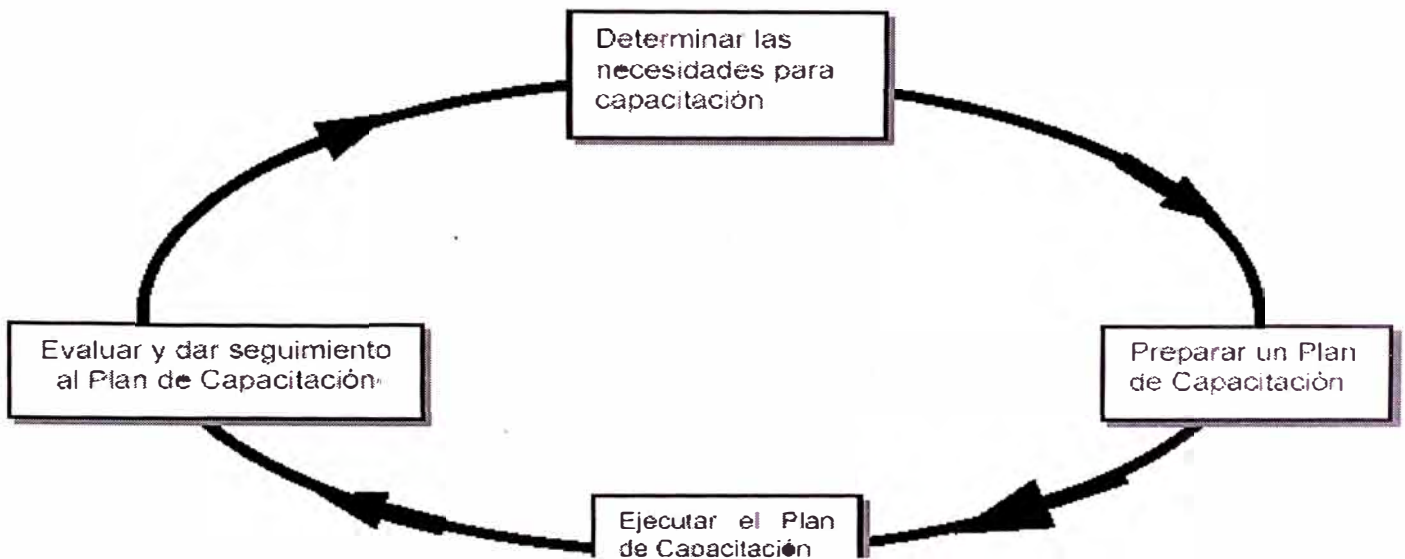 Determinar las
necesidades para
capacitación
Preparar un Plan
de Capacitación
Ejecutar el Plan
de Capacitación
Evaluar y dar seguimiento
al Plan de Capacitación